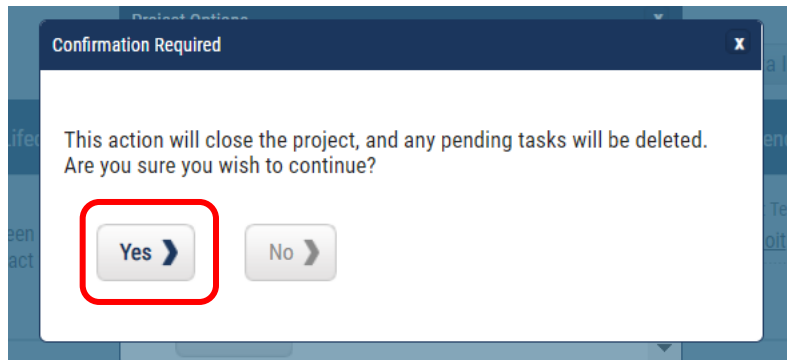 Project Options
x
Confirmation Required
x
This action will close the project, and any pending tasks will be deleted.
Are you sure you wish to continue?
Yes ❯
No ❯